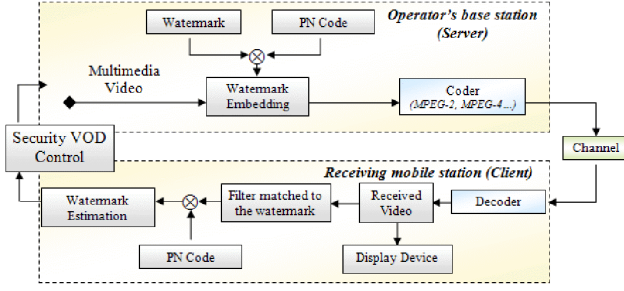 Operator's base station
(Server)
Watermark
PN Code
Multimedia
Video
Watermark
Embedding
Coder
(MPEG-2, MPEG-4...)
Security VOD
Control
Channel
Receiving mobile station (Client)
Watermark
Estimation
Filter matched to
the watermark
Received
Video
Decoder
PN Code
Display Device